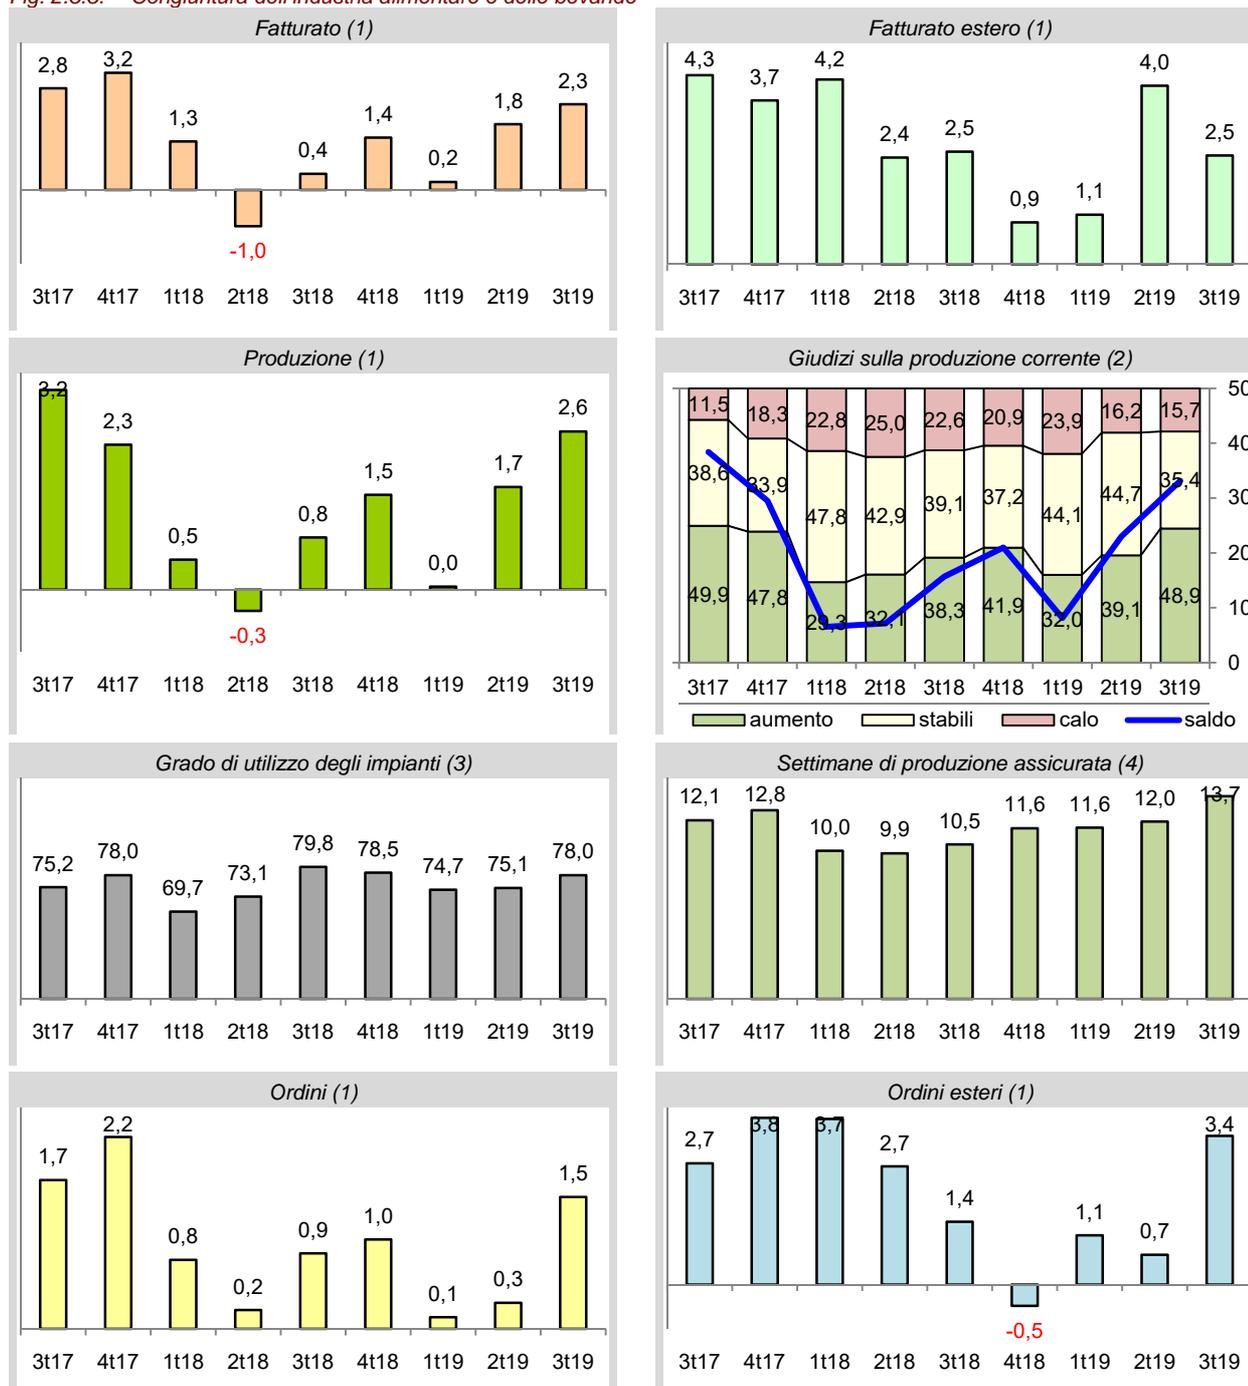 Fatturato (1)
2,8 3,2 1,3 -1,0 0,4 1,4 0,2 1,8 2,3
3t17 4t17 1t18 2t18 3t18 4t18 1t19 2t19 3t19
Fatturato estero (1)
4,3 3,7 4,2 2,4 2,5 0,9 1,1 4,0 2,5
3t17 4t17 1t18 2t18 3t18 4t18 1t19 2t19 3t19
Produzione (1)
3,2 2,3 0,5 -0,3 0,8 1,5 0,0 1,7 2,6
3t17 4t17 1t18 2t18 3t18 4t18 1t19 2t19 3t19
Giudizi sulla produzione corrente (2)
11,5 18,3 22,8 25,0 22,6 20,9 23,9 16,2 15,7
38,6 33,9 47,8 42,9 39,1 37,2 44,1 44,7 35,4
49,9 47,8 29,3 32,1 38,3 41,9 32,0 39,1 48,9
50
40
30
20
10
0
3t17 4t17 1t18 2t18 3t18 4t18 1t19 2t19 3t19
aumento stabili calo saldo
Grado di utilizzo degli impianti (3)
75,2 78,0 69,7 73,1 79,8 78,5 74,7 75,1 78,0
3t17 4t17 1t18 2t18 3t18 4t18 1t19 2t19 3t19
Settimane di produzione assicurata (4)
12,1 12,8 10,0 9,9 10,5 11,6 11,6 12,0 13,7
3t17 4t17 1t18 2t18 3t18 4t18 1t19 2t19 3t19
Ordini (1)
1,7 2,2 0,8 0,2 0,9 1,0 0,1 0,3 1,5
3t17 4t17 1t18 2t18 3t18 4t18 1t19 2t19 3t19
Ordini esteri (1)
2,7 3,8 3,7 2,7 1,4 -0,5 1,1 0,7 3,4
3t17 4t17 1t18 2t18 3t18 4t18 1t19 2t19 3t19